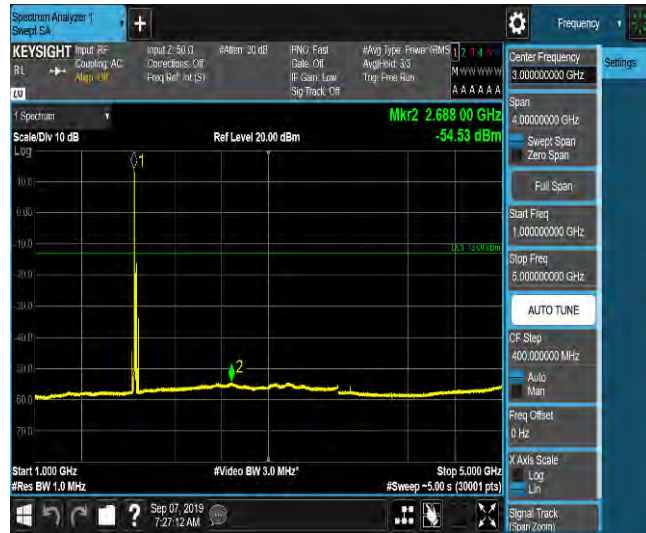 Spectrum Analyzer 1
Swept SA
+
Frequency
KEYSIGHT
RL
Input: RF
Coupling: AC
Align: Off
Input Z: 50 Ω
Corrections: Off
Freq Ref: Int (S)
#Atten: 30 dB
PNO: Fast
Gate: Off
IF Gain: Low
Sig Track: Off
#Avg Type: Power (RMS
Avg|Hold: 3/3
Trig: Free Run
M W W W W W
A A A A A A
1 Spectrum
Scale/Div 10 dB
Log
Ref Level 20.00 dBm
Mkr2 2.688 00 GHz
-54.53 dBm
10.0
0.00
-10.0
-20.0
-30.0
-40.0
-50.0
-60.0
-70.0
1
2
DL1 -13.00 dBm
Start 1.000 GHz
#Res BW 1.0 MHz
#Video BW 3.0 MHz*
Stop 5.000 GHz
#Sweep ~5.00 s (30001 pts)
?
Sep 07, 2019
7:27:12 AM
Center Frequency
3.000000000 GHz
Settings
Span
4.00000000 GHz
Swept Span
Zero Span
Full Span
Start Freq
1.000000000 GHz
Stop Freq
5.000000000 GHz
AUTO TUNE
CF Step
400.000000 MHz
Auto
Man
Freq Offset
0 Hz
X Axis Scale
Log
Lin
Signal Track
(Span Zoom)